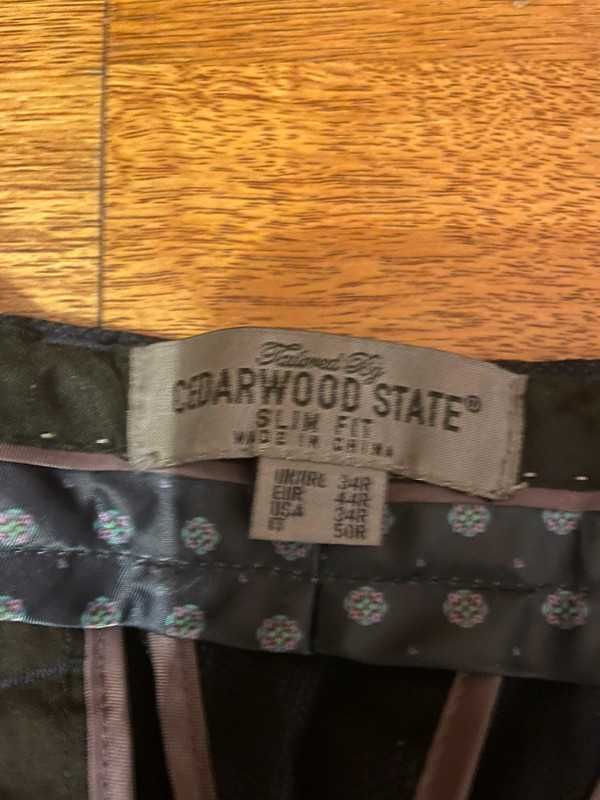 Tailored By
CEDARWOOD STATE®
SLIM FIT
MADE IN CHINA
UK/IRL 34R
EUR 44R
USA 34R
IT 50R